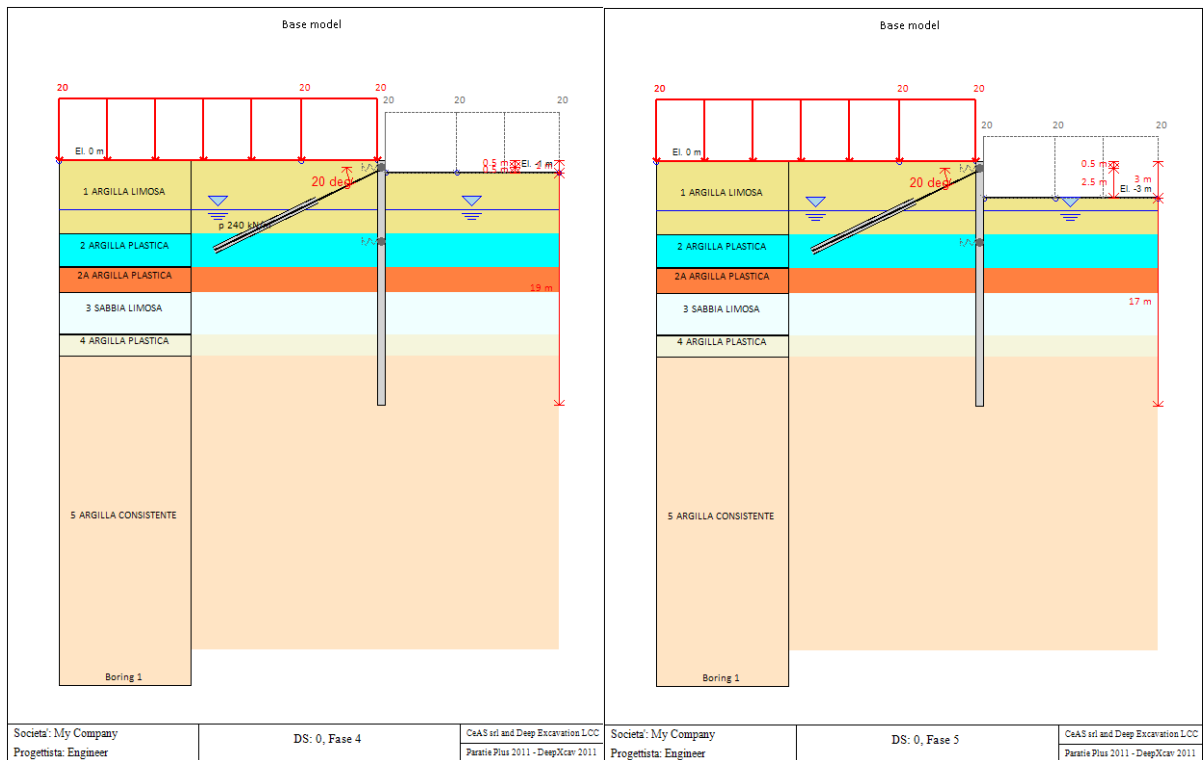 Base model
20
20
20
20
20
20
El. 0 m
0.5 m
0.5 m
El. -1 m
20 deg
1 ARGILLA LIMOSA
p 240 kN/m
2 ARGILLA PLASTICA
2A ARGILLA PLASTICA
19 m
3 SABBIA LIMOSA
4 ARGILLA PLASTICA
5 ARGILLA CONSISTENTE
Boring 1
Societa': My Company
Progettista: Engineer
DS: 0, Fase 4
CeAS srl and Deep Excavation LCC
Paratie Plus 2011 - DeepXcav 2011
Base model
20
20
20
20
20
20
El. 0 m
0.5 m
3 m
2.5 m
El. -3 m
20 deg
1 ARGILLA LIMOSA
2 ARGILLA PLASTICA
2A ARGILLA PLASTICA
17 m
3 SABBIA LIMOSA
4 ARGILLA PLASTICA
5 ARGILLA CONSISTENTE
Boring 1
Societa': My Company
Progettista: Engineer
DS: 0, Fase 5
CeAS srl and Deep Excavation LCC
Paratie Plus 2011 - DeepXcav 2011